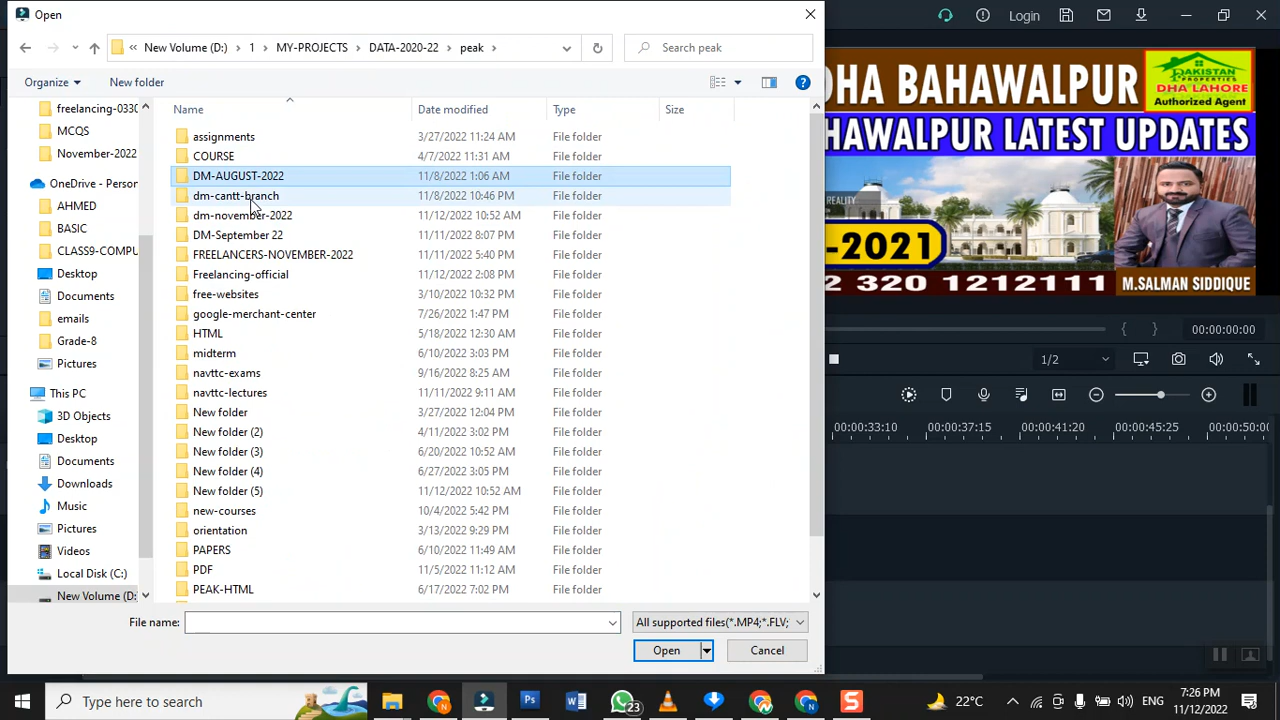 Open
Login
« New Volume (D:) › 1 › MY-PROJECTS › DATA-2020-22 › peak ›
Search peak
Organize
New folder
Name
Date modified
Type
Size
freelancing-0330
MCQS
November-2022
OneDrive - Person
AHMED
BASIC
CLASS9-COMPU
Desktop
Documents
emails
Grade-8
Pictures
This PC
3D Objects
Desktop
Documents
Downloads
Music
Pictures
Videos
Local Disk (C:)
New Volume (D:
assignments 3/27/2022 11:24 AM File folder
COURSE 4/7/2022 11:31 AM File folder
DM-AUGUST-2022 11/8/2022 1:06 AM File folder
dm-cantt-branch 11/8/2022 10:46 PM File folder
dm-november-2022 11/12/2022 10:52 AM File folder
DM-September 22 11/11/2022 8:07 PM File folder
FREELANCERS-NOVEMBER-2022 11/11/2022 5:40 PM File folder
Freelancing-official 11/12/2022 2:08 PM File folder
free-websites 3/10/2022 10:32 PM File folder
google-merchant-center 7/26/2022 1:47 PM File folder
HTML 5/18/2022 12:30 AM File folder
midterm 6/10/2022 3:03 PM File folder
navttc-exams 9/16/2022 8:25 AM File folder
navttc-lectures 11/11/2022 9:11 AM File folder
New folder 3/27/2022 12:04 PM File folder
New folder (2) 4/11/2022 3:02 PM File folder
New folder (3) 6/20/2022 10:52 AM File folder
New folder (4) 6/27/2022 3:05 PM File folder
New folder (5) 11/12/2022 10:52 AM File folder
new-courses 10/4/2022 5:42 PM File folder
orientation 3/13/2022 9:29 PM File folder
PAPERS 6/10/2022 11:49 AM File folder
PDF 11/5/2022 11:12 AM File folder
PEAK-HTML 6/17/2022 7:02 PM File folder
File name:
All supported files(*.MP4;*.FLV;
Open
Cancel
DHA BAHAWALPUR
PAKISTAN
PROPERTIES
DHA LAHORE
Authorized Agent
HAWALPUR LATEST UPDATES
REALITY
-2021
2 320 1212111
M.SALMAN SIDDIQUE
00:00:00:00
1/2
00:00:33:10
00:00:37:15
00:00:41:20
00:00:45:25
00:00:50:0
Type here to search
23
22°C
ENG
7:26 PM
11/12/2022